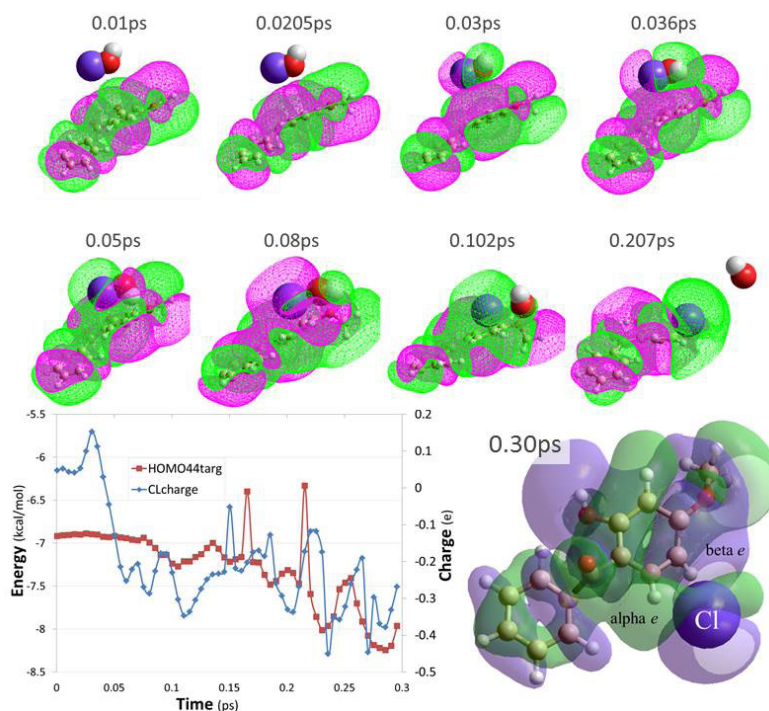 0.01ps
0.0205ps
0.03ps
0.036ps
0.05ps
0.08ps
0.102ps
0.207ps
-5.5
-6
-6.5
-7
-7.5
-8
-8.5
Energy (kcal/mol)
HOMO44targ
CLcharge
0.2
0.1
0
-0.1
-0.2
-0.3
-0.4
-0.5
Charge (e)
0
0.05
0.1
0.15
0.2
0.25
0.3
Time (ps)
0.30ps
beta e
alpha e
Cl